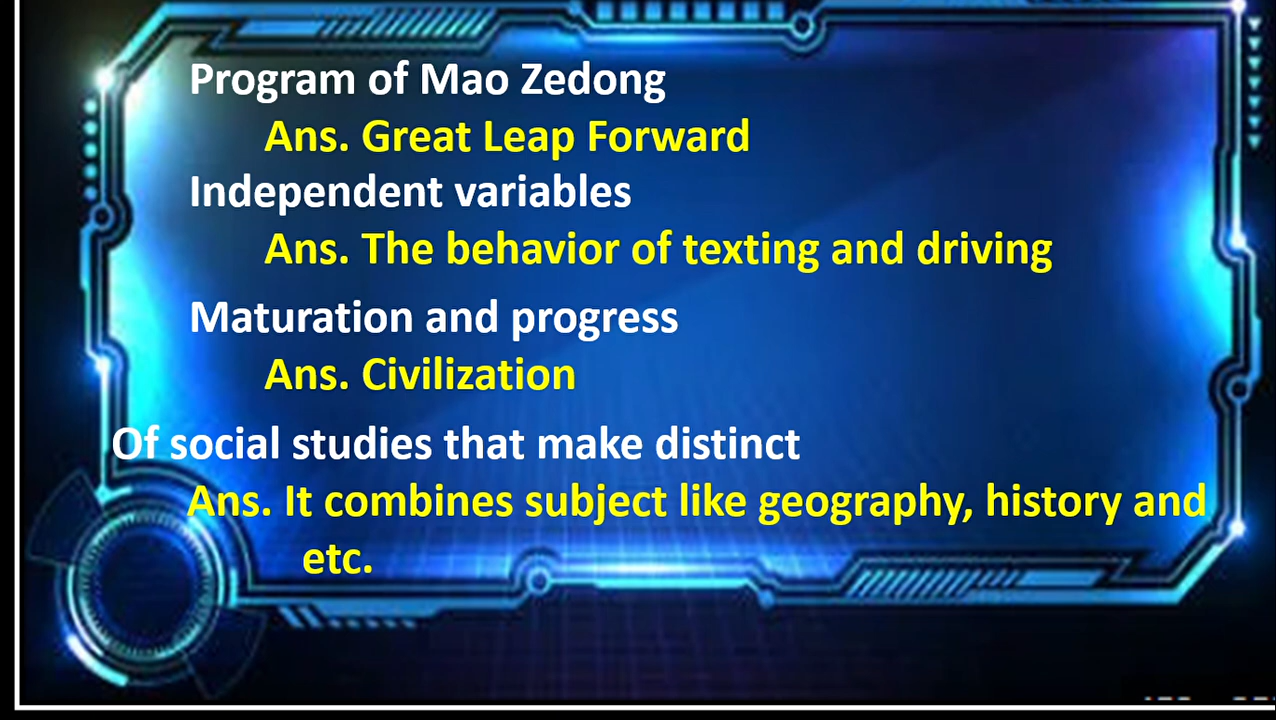 Program of Mao Zedong
Ans. Great Leap Forward
Independent variables
Ans. The behavior of texting and driving
Maturation and progress
Ans. Civilization
Of social studies that make distinct
Ans. It combines subject like geography, history and
etc.